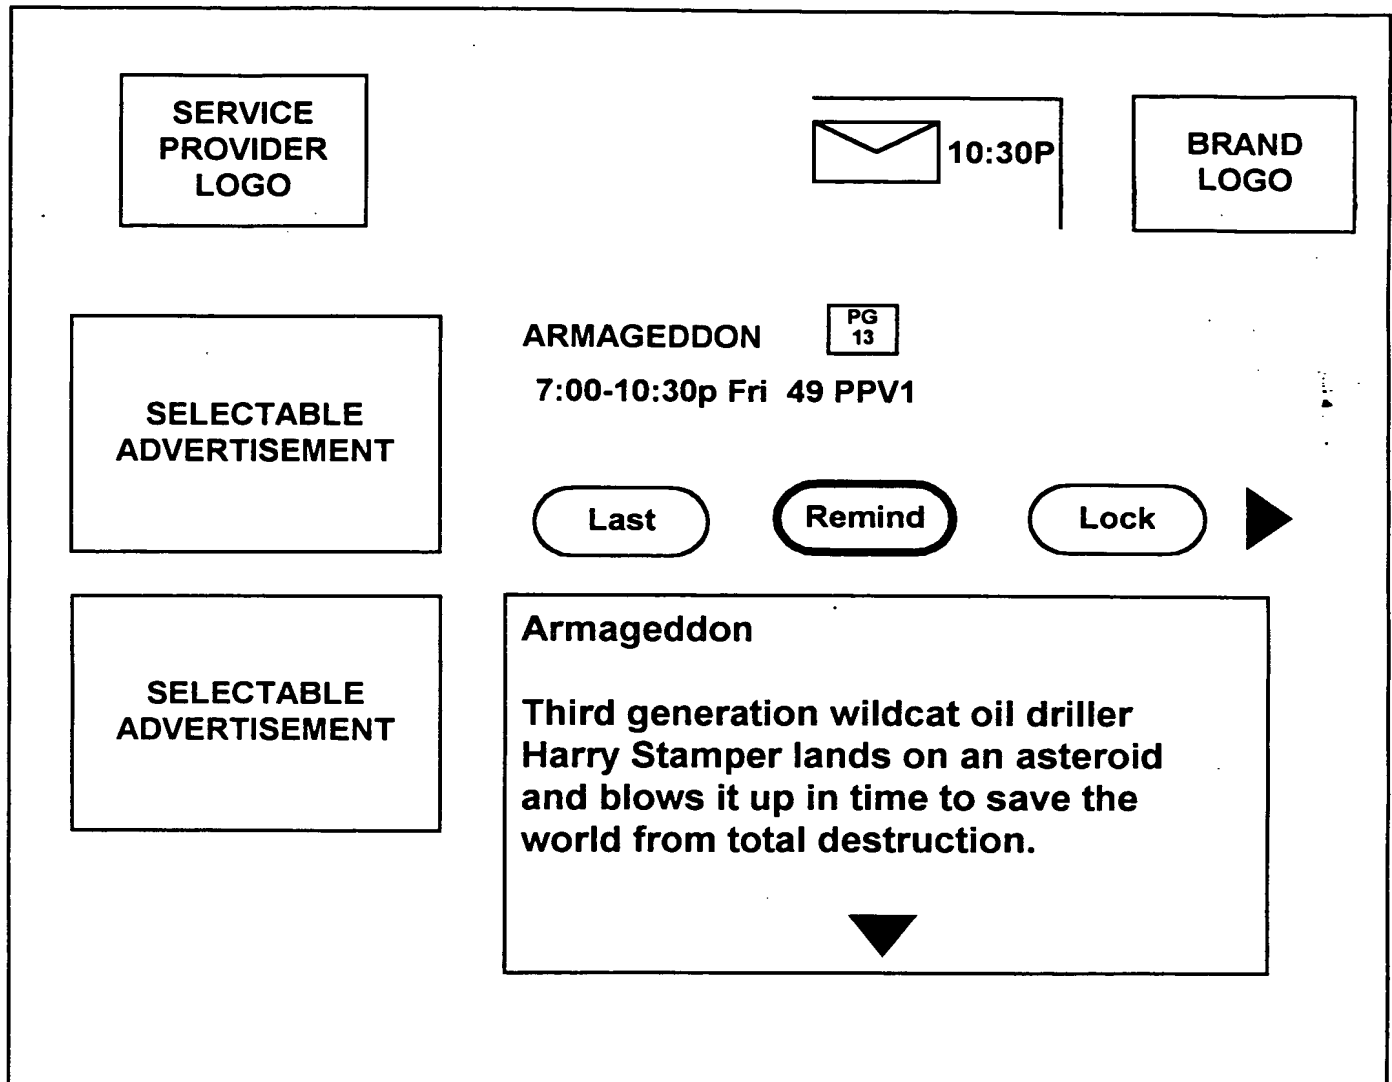 SERVICE
PROVIDER
LOGO
10:30P
BRAND
LOGO
SELECTABLE
ADVERTISEMENT
ARMAGEDDON
PG
13
7:00-10:30p Fri 49 PPV1
Last
Remind
Lock
SELECTABLE
ADVERTISEMENT
Armageddon
Third generation wildcat oil driller
Harry Stamper lands on an asteroid
and blows it up in time to save the
world from total destruction.